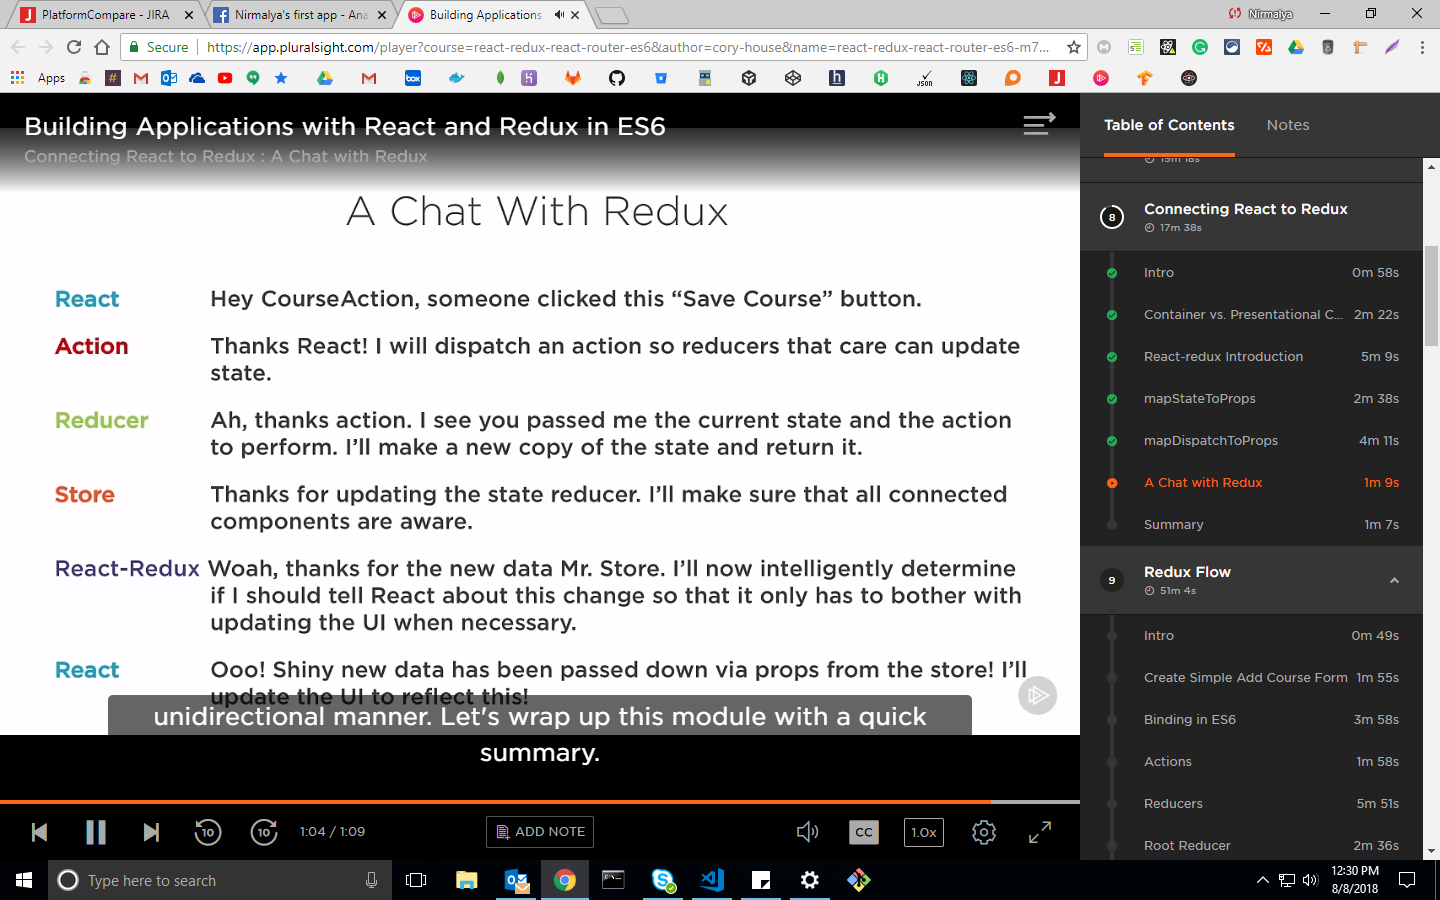 PlatformCompare - JIRA
Nirmalya's first app - Ana
Building Applications
Nirmalya
Secure
https://app.pluralsight.com/player?course=react-redux-react-router-es6&author=cory-house&name=react-redux-react-router-es6-m7...
Apps
Building Applications with React and Redux in ES6
Connecting React to Redux : A Chat with Redux
A Chat With Redux
React Hey CourseAction, someone clicked this “Save Course” button.
Action Thanks React! I will dispatch an action so reducers that care can update
state.
Reducer Ah, thanks action. I see you passed me the current state and the action
to perform. I’ll make a new copy of the state and return it.
Store Thanks for updating the state reducer. I’ll make sure that all connected
components are aware.
React-Redux Woah, thanks for the new data Mr. Store. I’ll now intelligently determine
if I should tell React about this change so that it only has to bother with
updating the UI when necessary.
React Ooo! Shiny new data has been passed down via props from the store! I’ll
update the UI to reflect this!
unidirectional manner. Let's wrap up this module with a quick
summary.
10
10
1:04 / 1:09
ADD NOTE
CC
1.0x
Table of Contents
Notes
19m 18s
8 Connecting React to Redux
17m 38s
Intro 0m 58s
Container vs. Presentational C... 2m 22s
React-redux Introduction 5m 9s
mapStateToProps 2m 38s
mapDispatchToProps 4m 11s
A Chat with Redux 1m 9s
Summary 1m 7s
9 Redux Flow
51m 4s
Intro 0m 49s
Create Simple Add Course Form 1m 55s
Binding in ES6 3m 58s
Actions 1m 58s
Reducers 5m 51s
Root Reducer 2m 36s
Type here to search
12:30 PM
8/8/2018